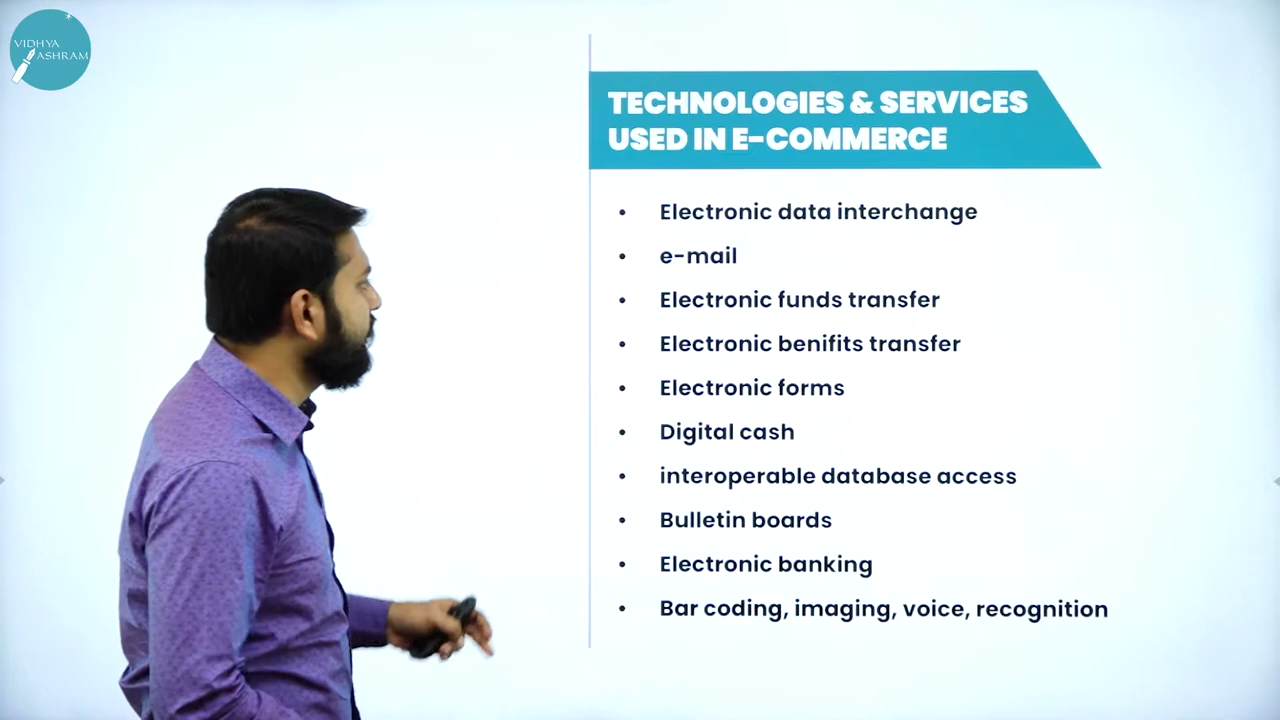 VIDHYA
ASHRAM
TECHNOLOGIES & SERVICES
USED IN E-COMMERCE
• Electronic data interchange
• e-mail
• Electronic funds transfer
• Electronic benifits transfer
• Electronic forms
• Digital cash
• interoperable database access
• Bulletin boards
• Electronic banking
• Bar coding, imaging, voice, recognition